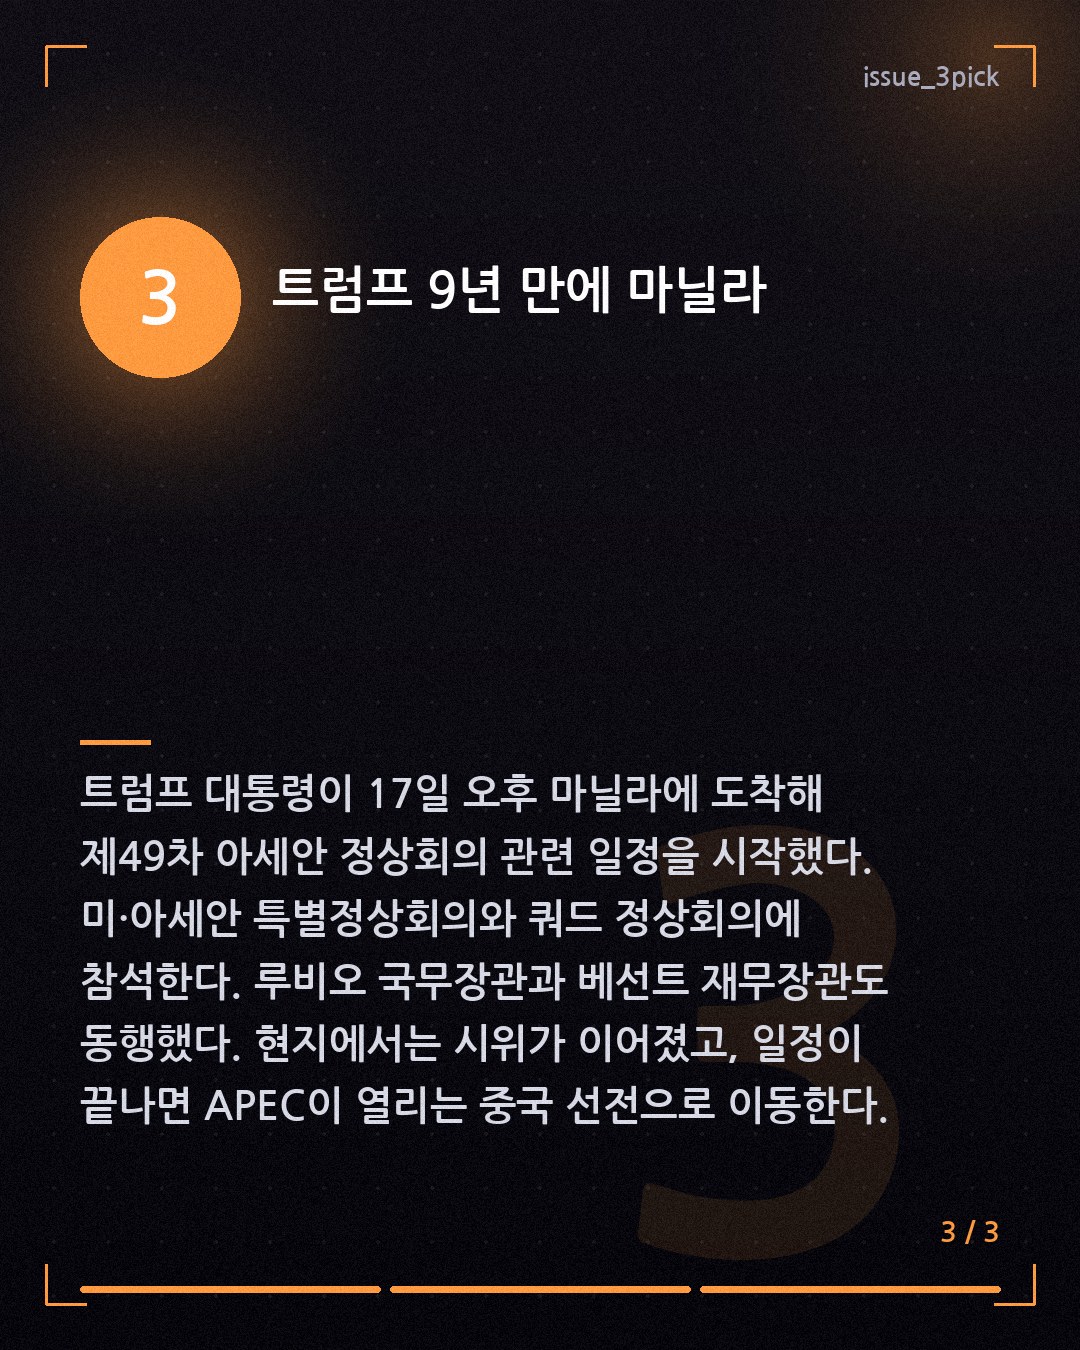 issue_3pick
3
트럼프 9년 만에 마닐라
트럼프 대통령이 17일 오후 마닐라에 도착해
제49차 아세안 정상회의 관련 일정을 시작했다.
미·아세안 특별정상회의와 쿼드 정상회의에
참석한다. 루비오 국무장관과 베선트 재무장관도
동행했다. 현지에서는 시위가 이어졌고, 일정이
끝나면 APEC이 열리는 중국 선전으로 이동한다.
3
3 / 3